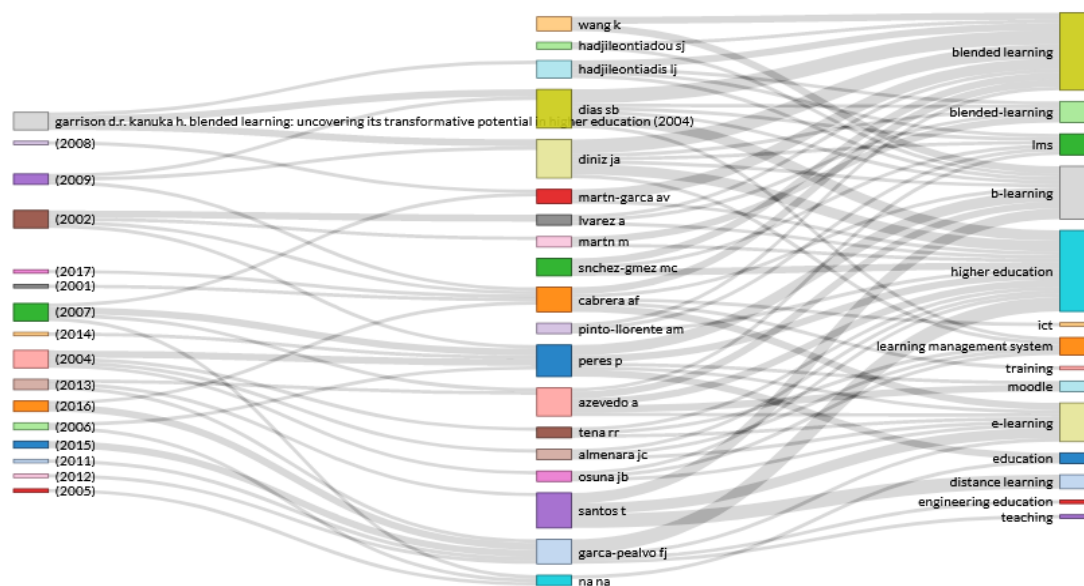 garrison d.r. kanuka h. blended learning: uncovering its transformative potential in higher education (2004)
(2008)
(2009)
(2002)
(2017)
(2001)
(2007)
(2014)
(2004)
(2013)
(2016)
(2006)
(2015)
(2011)
(2012)
(2005)
wang k
hadjileontiadou sj
hadjileontiadis lj
dias sb
diniz ja
martn-garca av
lvarez a
martn m
snchez-gmez mc
cabrera af
pinto-llorente am
peres p
azevedo a
tena rr
almenara jc
osuna jb
santos t
garca-pealvo fj
na na
blended learning
blended-learning
lms
b-learning
higher education
ict
learning management system
training
moodle
e-learning
education
distance learning
engineering education
teaching